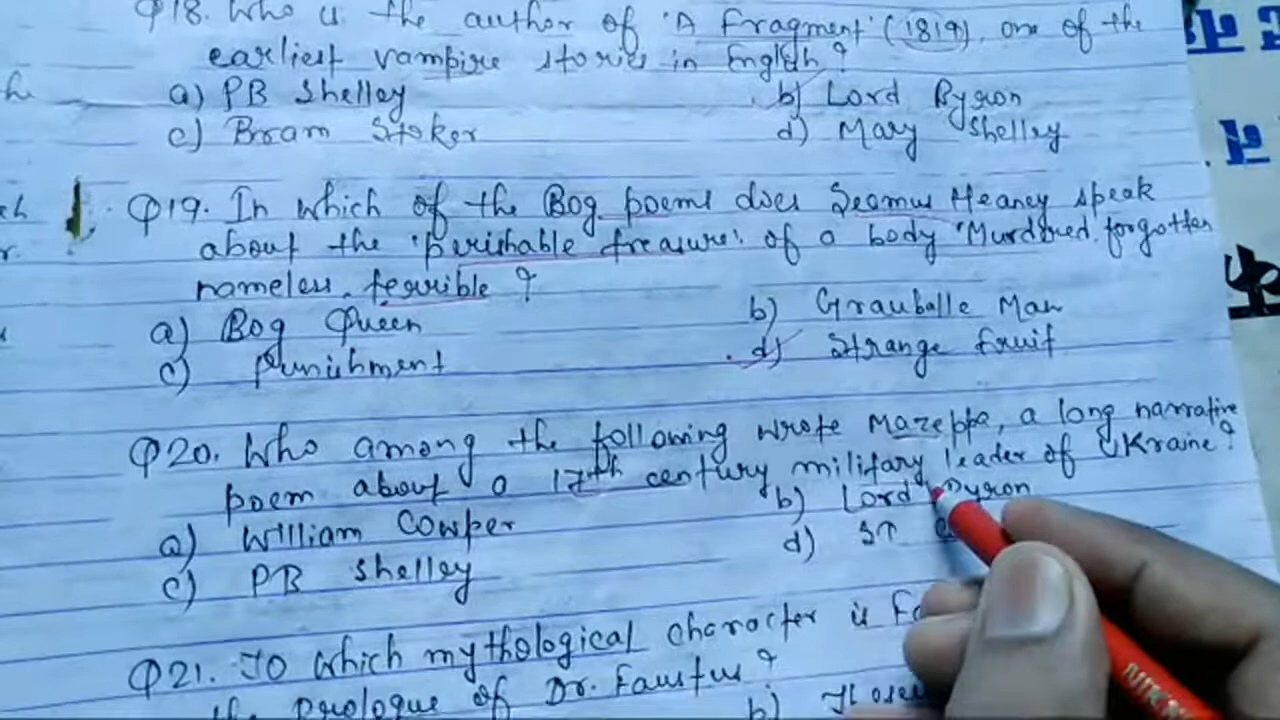 Q18. Who is the author of 'A Fragment' (1819), one of the
earliest vampire stories in English?
a) PB Shelley
b) Lord Byron
c) Bram Stoker
d) Mary Shelley
Q19. In which of the Bog poems does Seamus Heaney speak
about the 'perishable treasure' of a body 'Murdered, forgotten
nameless, terrible ?
a) Bog Queen
b) Grauballe Man
c) Punishment
d) Strange fruit
Q20. Who among the following wrote Mazeppa, a long narrative
poem about a 17th century military leader of Ukraine?
a) William Cowper
b) Lord Byron
c) PB Shelley
d) ST
Q21. To which mythological character is
the prologue of Dr. Faustus ?
b)